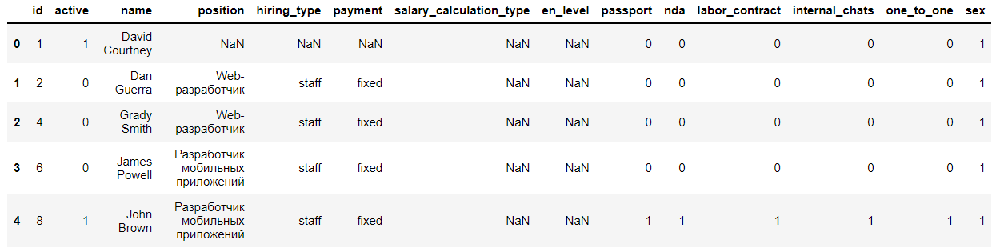 id active name position hiring_type payment salary_calculation_type en_level passport nda labor_contract internal_chats one_to_one sex
0 1 1 David Courtney NaN NaN NaN NaN NaN 0 0 0 0 0 1
1 2 0 Dan Guerra Web-разработчик staff fixed NaN NaN 0 0 0 0 0 1
2 4 0 Grady Smith Web-разработчик staff fixed NaN NaN 0 0 0 0 0 1
3 6 0 James Powell Разработчик мобильных приложений staff fixed NaN NaN 0 0 0 0 0 1
4 8 1 John Brown Разработчик мобильных приложений staff fixed NaN NaN 1 1 1 1 1 1